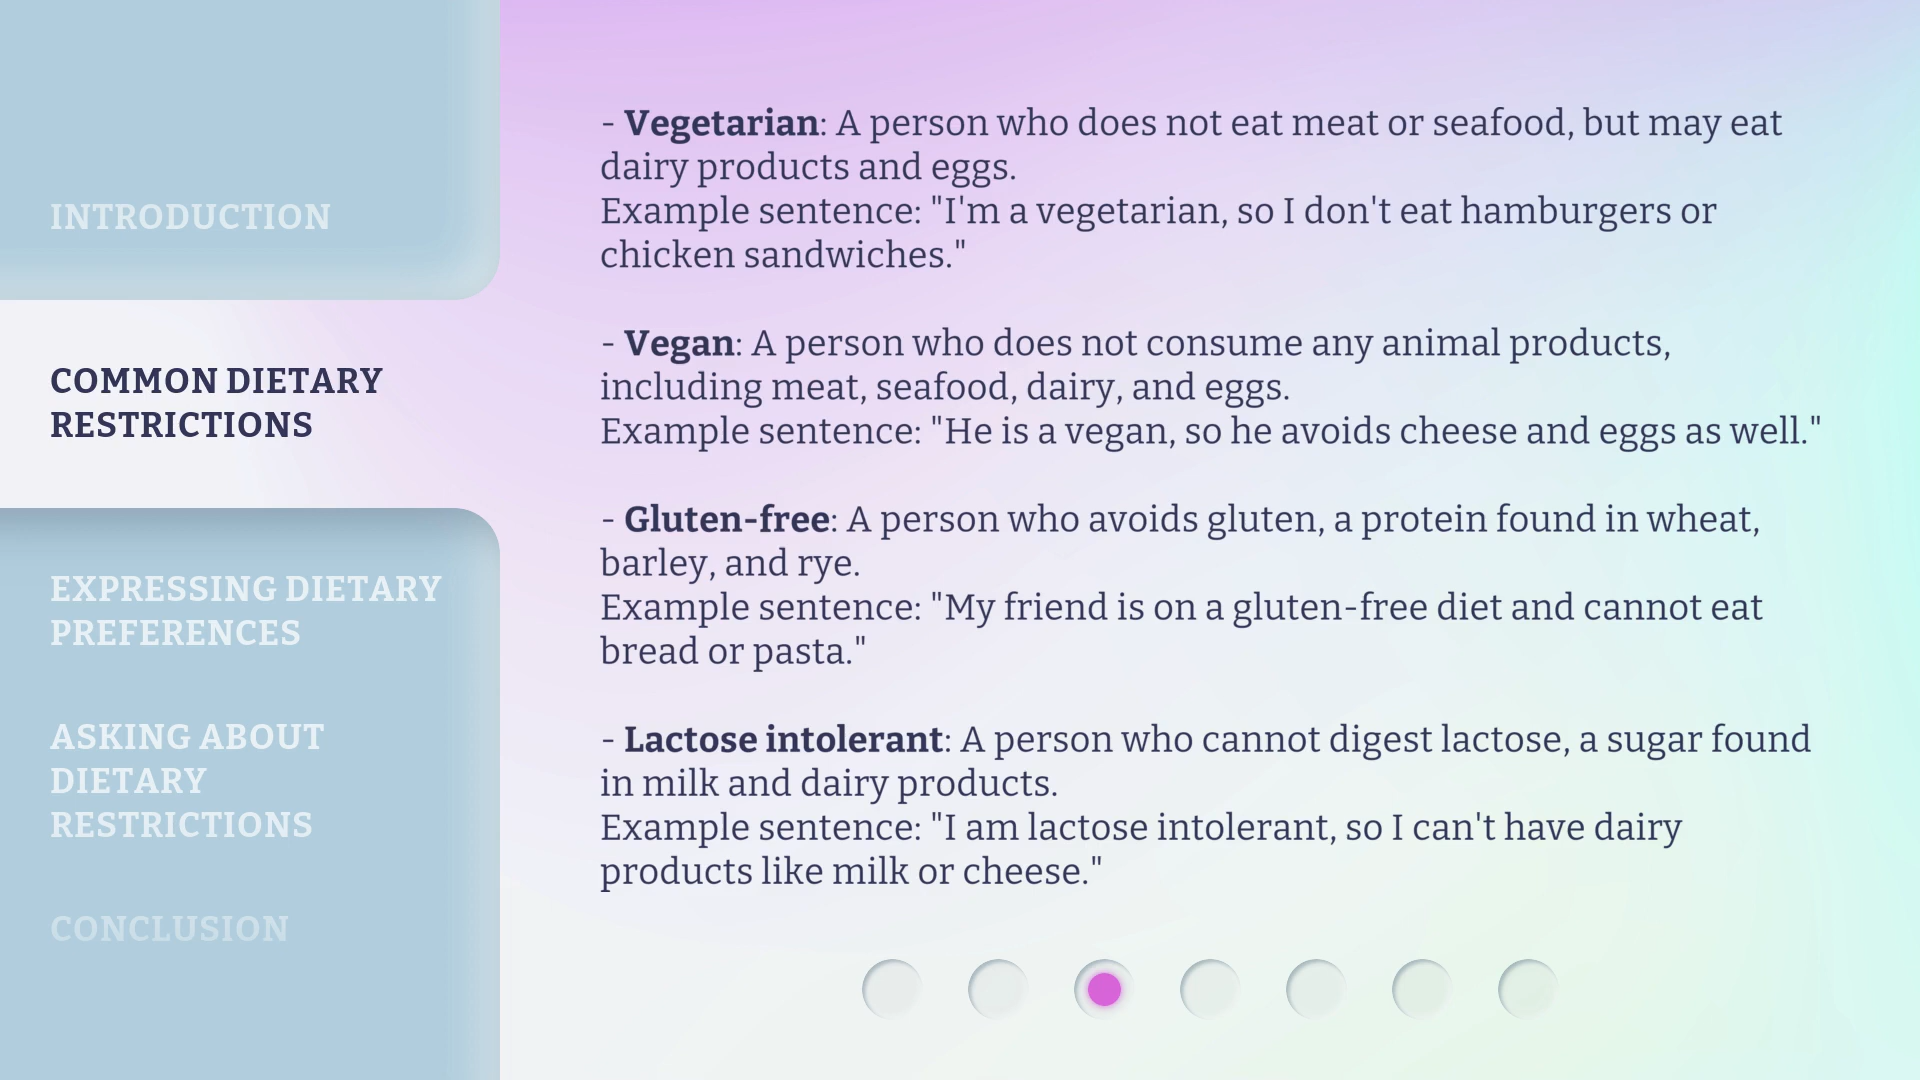 INTRODUCTION
COMMON DIETARY
RESTRICTIONS
EXPRESSING DIETARY
PREFERENCES
ASKING ABOUT
DIETARY
RESTRICTIONS
CONCLUSION
- Vegetarian: A person who does not eat meat or seafood, but may eat
dairy products and eggs.
Example sentence: "I'm a vegetarian, so I don't eat hamburgers or
chicken sandwiches."
- Vegan: A person who does not consume any animal products,
including meat, seafood, dairy, and eggs.
Example sentence: "He is a vegan, so he avoids cheese and eggs as well."
- Gluten-free: A person who avoids gluten, a protein found in wheat,
barley, and rye.
Example sentence: "My friend is on a gluten-free diet and cannot eat
bread or pasta."
- Lactose intolerant: A person who cannot digest lactose, a sugar found
in milk and dairy products.
Example sentence: "I am lactose intolerant, so I can't have dairy
products like milk or cheese."